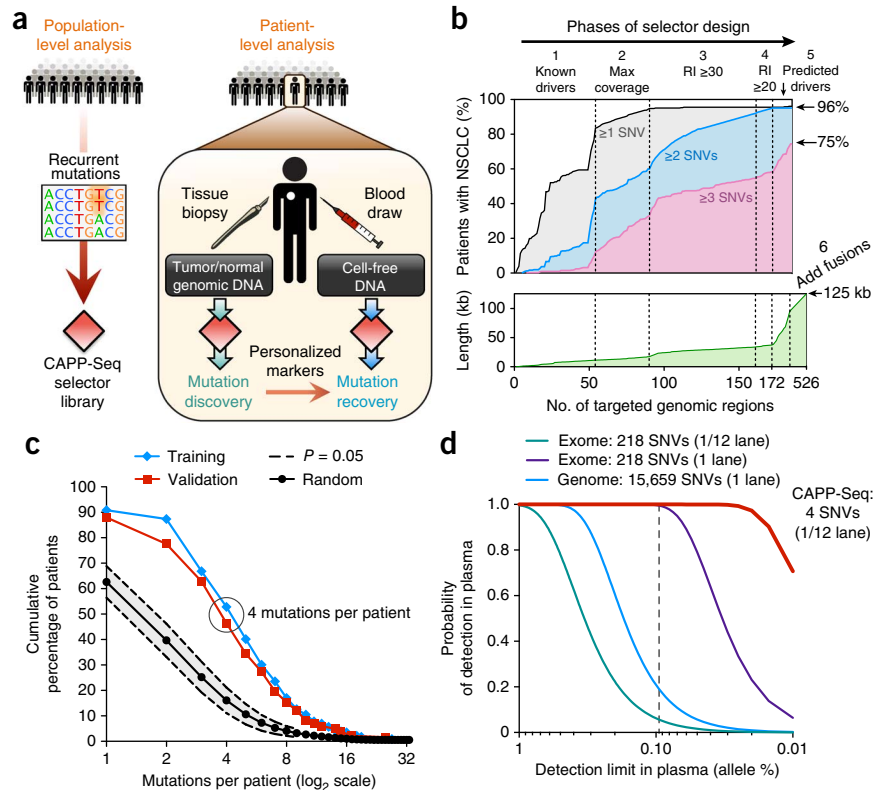 a
Population-
level analysis
Patient-
level analysis
Recurrent
mutations
ACCTGTCG
ACCTGTCG
ACCTGACG
ACCTGACG
CAPP-Seq
selector
library
Tissue
biopsy
Blood
draw
Tumor/normal
genomic DNA
Cell-free
DNA
Personalized
markers
Mutation
discovery
Mutation
recovery
b
Phases of selector design
1
Known
drivers
2
Max
coverage
3
RI ≥30
4
RI
≥20
5
Predicted
drivers
Patients with NSCLC (%)
100
80
60
40
20
0
≥1 SNV
≥2 SNVs
≥3 SNVs
96%
75%
6
Add fusions
Length (kb)
100
50
0
125 kb
0
50
100
150
172
526
No. of targeted genomic regions
c
Training
Validation
P = 0.05
Random
Cumulative
percentage of patients
100
90
80
70
60
50
40
30
20
10
0
4 mutations per patient
1
2
4
8
16
32
Mutations per patient (log2 scale)
d
Exome: 218 SNVs (1/12 lane)
Exome: 218 SNVs (1 lane)
Genome: 15,659 SNVs (1 lane)
CAPP-Seq:
4 SNVs
(1/12 lane)
Probability
of detection in plasma
1.0
0.8
0.6
0.4
0.2
0
1
0.10
0.01
Detection limit in plasma (allele %)